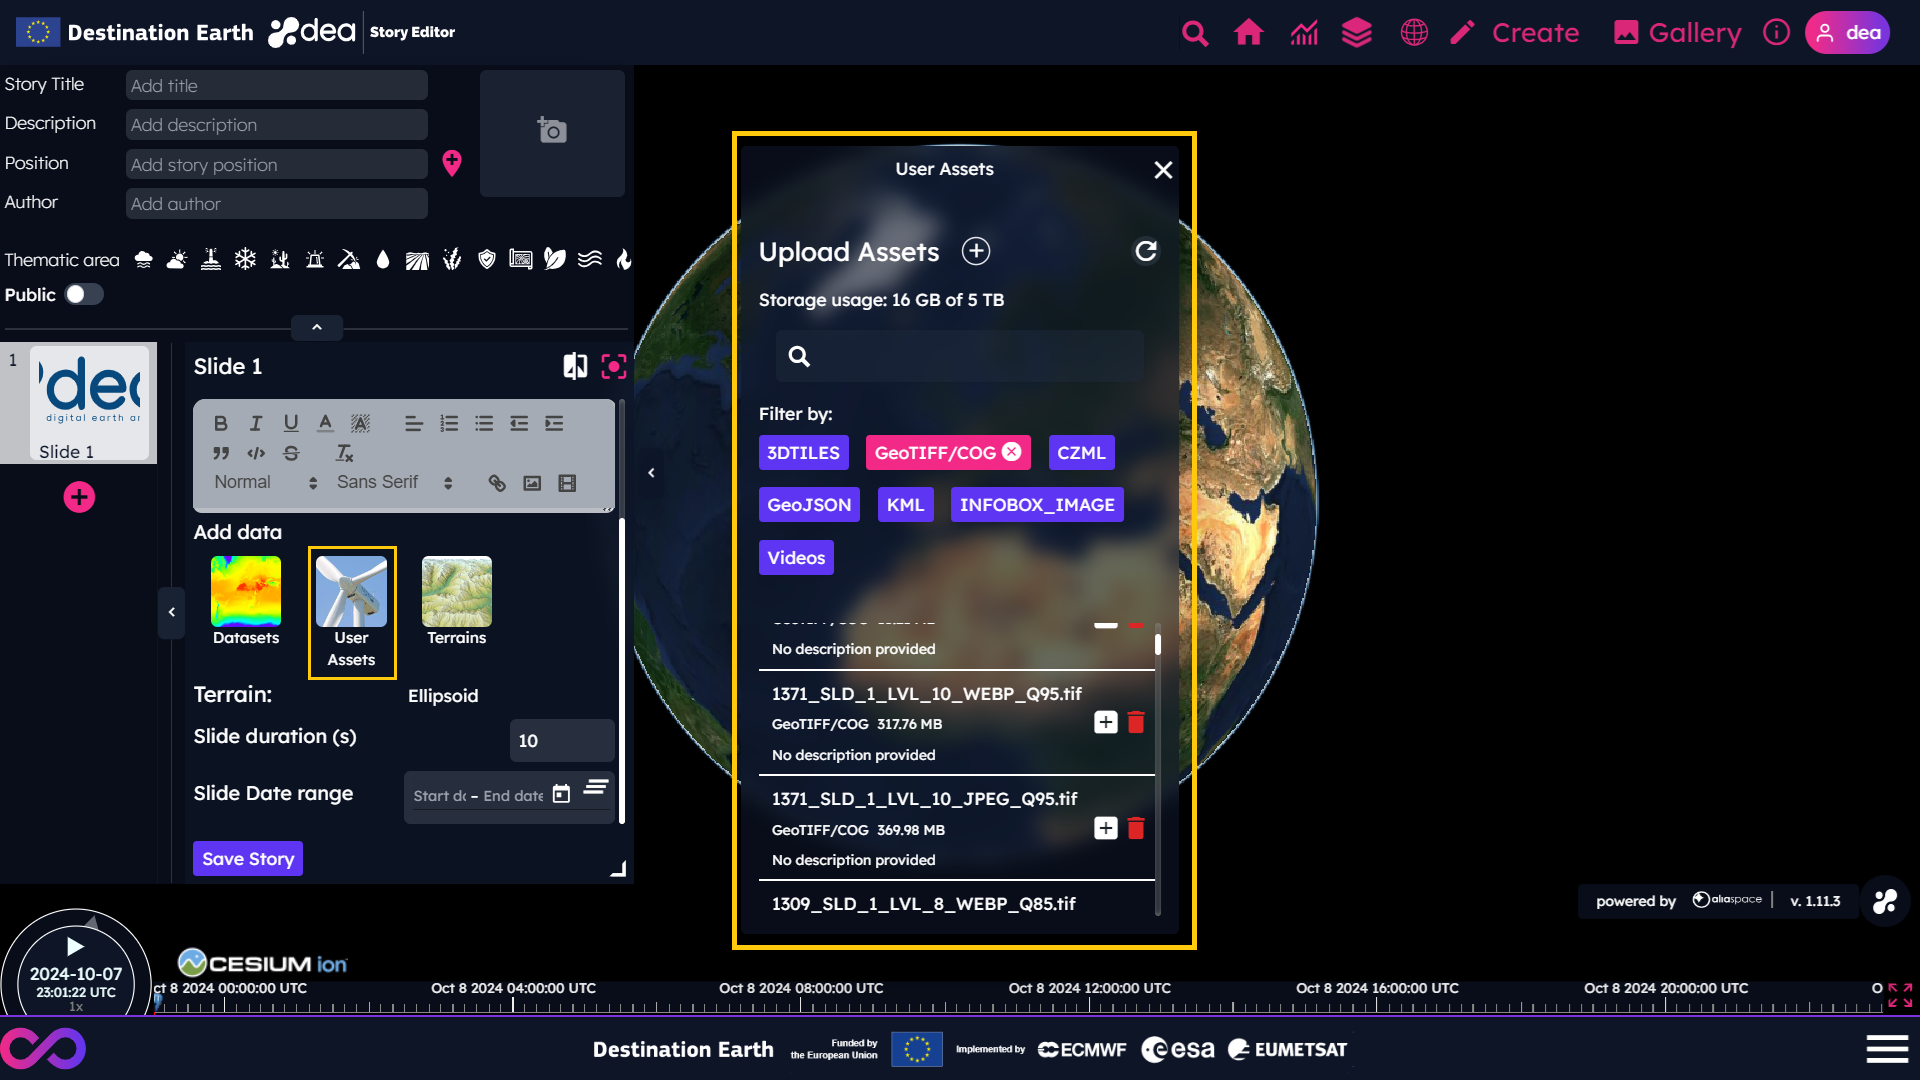 Destination Earth dea Story Editor
Create Gallery dea
Story Title Add title
Description Add description
Position Add story position
Author Add author
Thematic area
Public
1
dea
digital earth ar
Slide 1
Slide 1
Normal Sans Serif
Add data
Datasets
User
Assets
Terrains
Terrain: Ellipsoid
Slide duration (s) 10
Slide Date range Start dc – End date
Save Story
User Assets
Upload Assets
Storage usage: 16 GB of 5 TB
Filter by:
3DTILES GeoTIFF/COG CZML
GeoJSON KML INFOBOX_IMAGE
Videos
No description provided
1371_SLD_1_LVL_10_WEBP_Q95.tif
GeoTIFF/COG 317.76 MB
No description provided
1371_SLD_1_LVL_10_JPEG_Q95.tif
GeoTIFF/COG 369.98 MB
No description provided
1309_SLD_1_LVL_8_WEBP_Q85.tif
powered by aliaspace v. 1.11.3
2024-10-07
23:01:22 UTC
1x
CESIUM ion
ct 8 2024 00:00:00 UTC Oct 8 2024 04:00:00 UTC Oct 8 2024 08:00:00 UTC Oct 8 2024 12:00:00 UTC Oct 8 2024 16:00:00 UTC Oct 8 2024 20:00:00 UTC O
Destination Earth
Funded by
the European Union
Implemented by ECMWF esa EUMETSAT